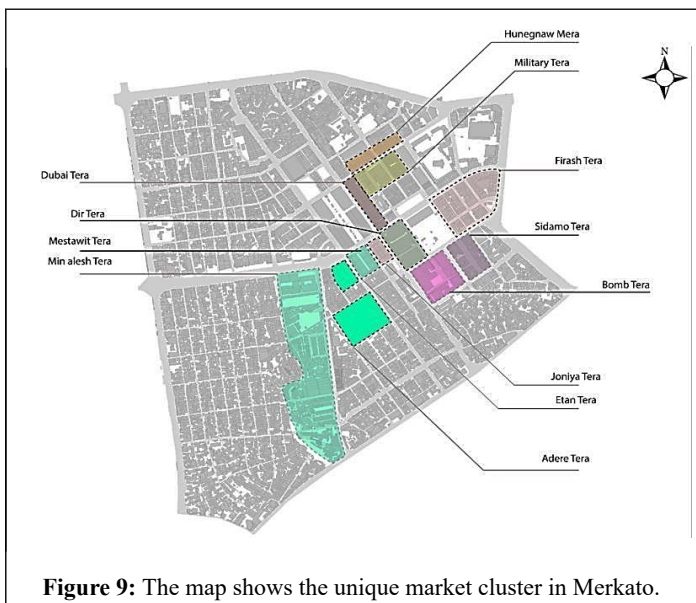 Hunegnaw Mera
N
Military Tera
Dubai Tera
Firash Tera
Dir Tera
Sidamo Tera
Mestawit Tera
Min alesh Tera
Bomb Tera
Joniya Tera
Etan Tera
Adere Tera
Figure 9: The map shows the unique market cluster in Merkato.